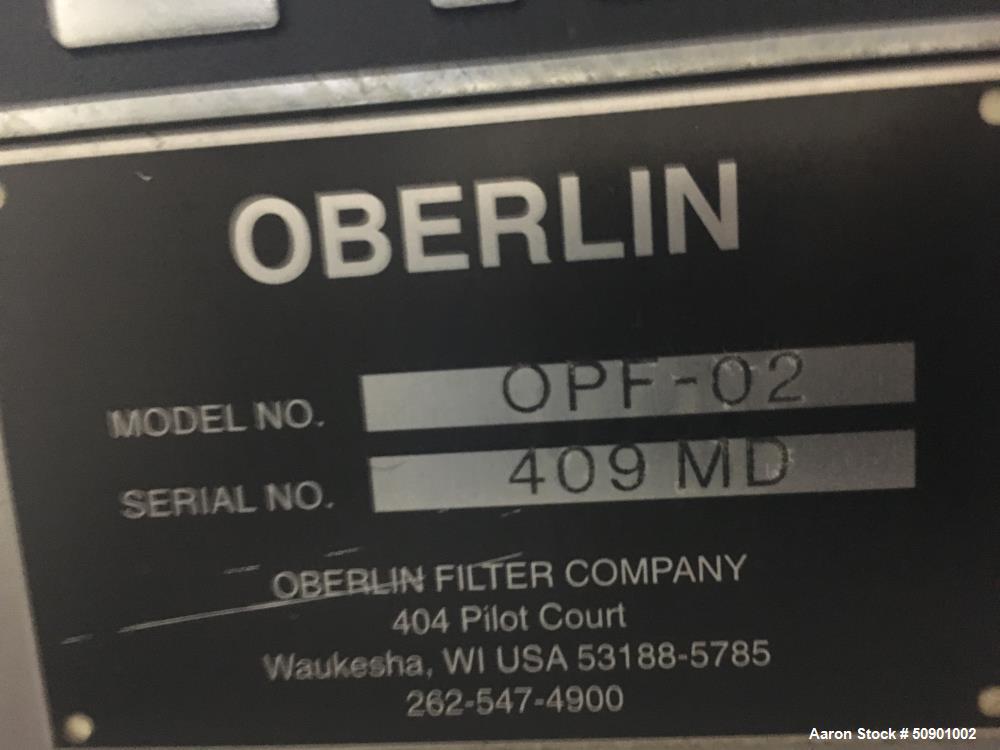 OBERLIN
MODEL NO. OPF-02
SERIAL NO. 409 MD
OBERLIN FILTER COMPANY
404 Pilot Court
Waukesha, WI USA 53188-5785
262-547-4900
Aaron Stock # 50901002